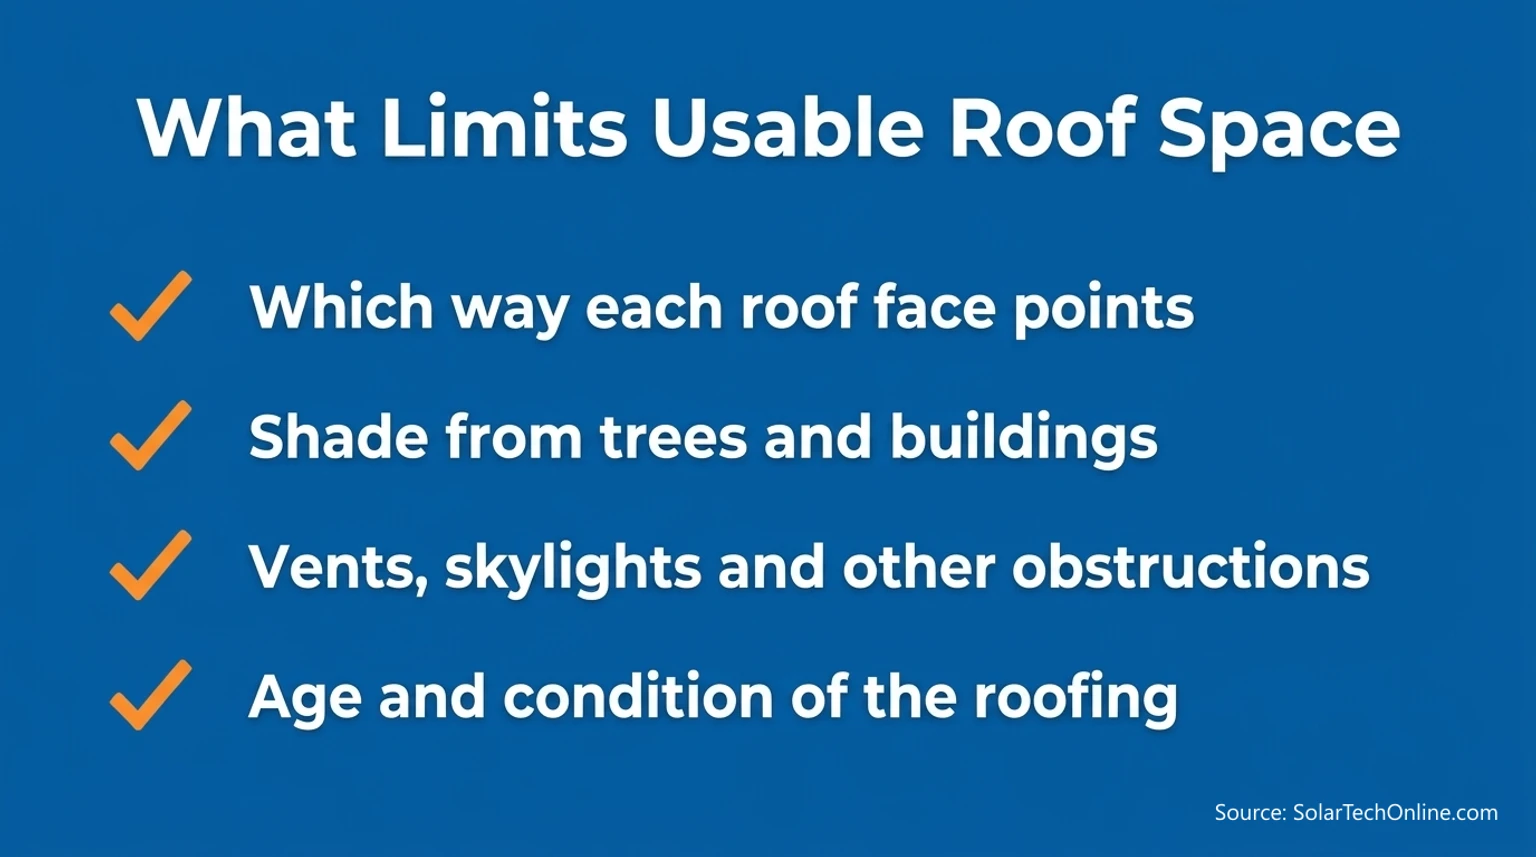 What Limits Usable Roof Space
Which way each roof face points
Shade from trees and buildings
Vents, skylights and other obstructions
Age and condition of the roofing
Source: SolarTechOnline.com